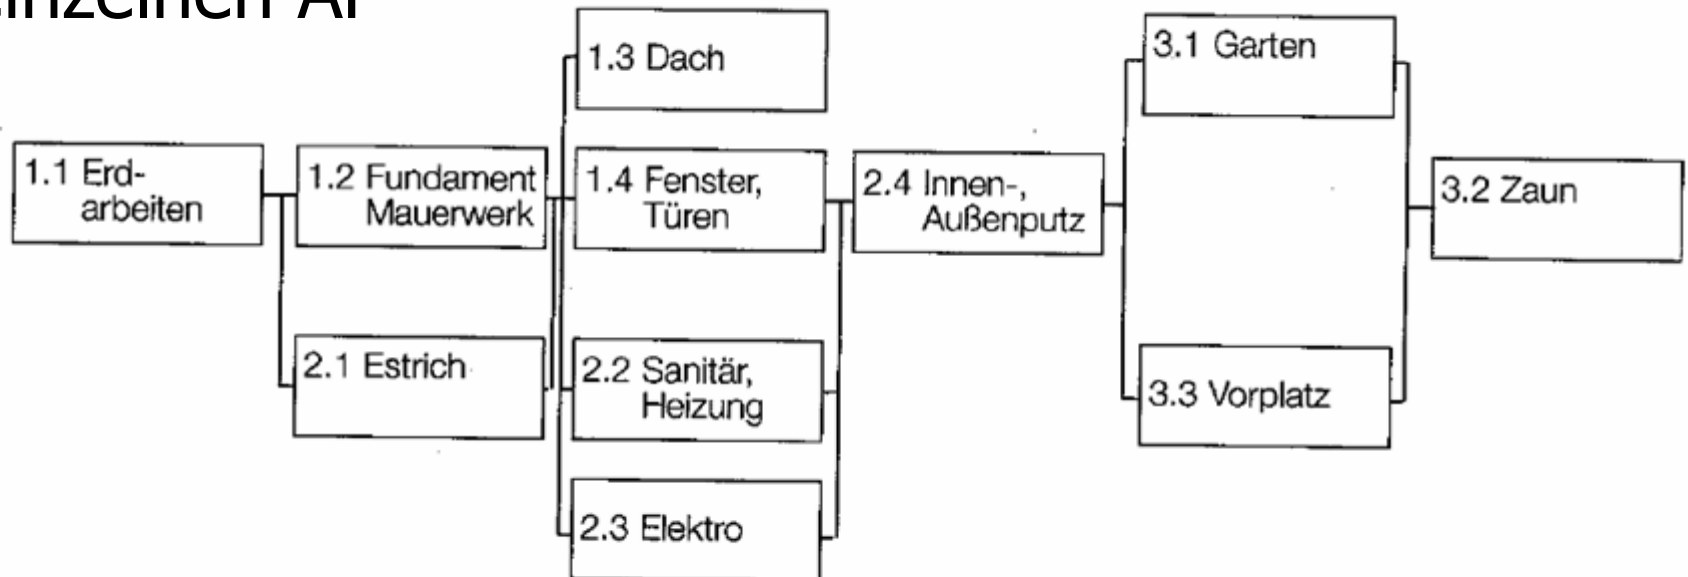 einzelnen AP
1.3 Dach
3.1 Garten
1.1 Erd-
arbeiten
1.2 Fundament
Mauerwerk
1.4 Fenster,
Türen
2.4 Innen-,
Außenputz
3.2 Zaun
2.1 Estrich
2.2 Sanitär,
Heizung
3.3 Vorplatz
2.3 Elektro